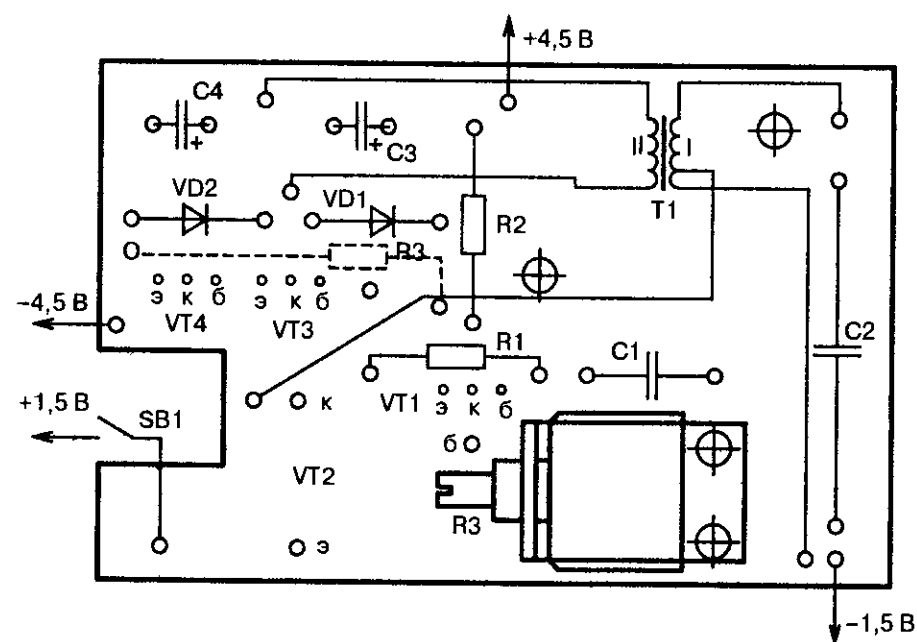 +4,5 В
C4
+
+
C3
II
I
T1
VD2
VD1
R2
R3
э к б
э к б
VT4
VT3
−4,5 В
R1
C1
C2
+1,5 В
SB1
к
VT1
э к б
б
VT2
R3
э
−1,5 В